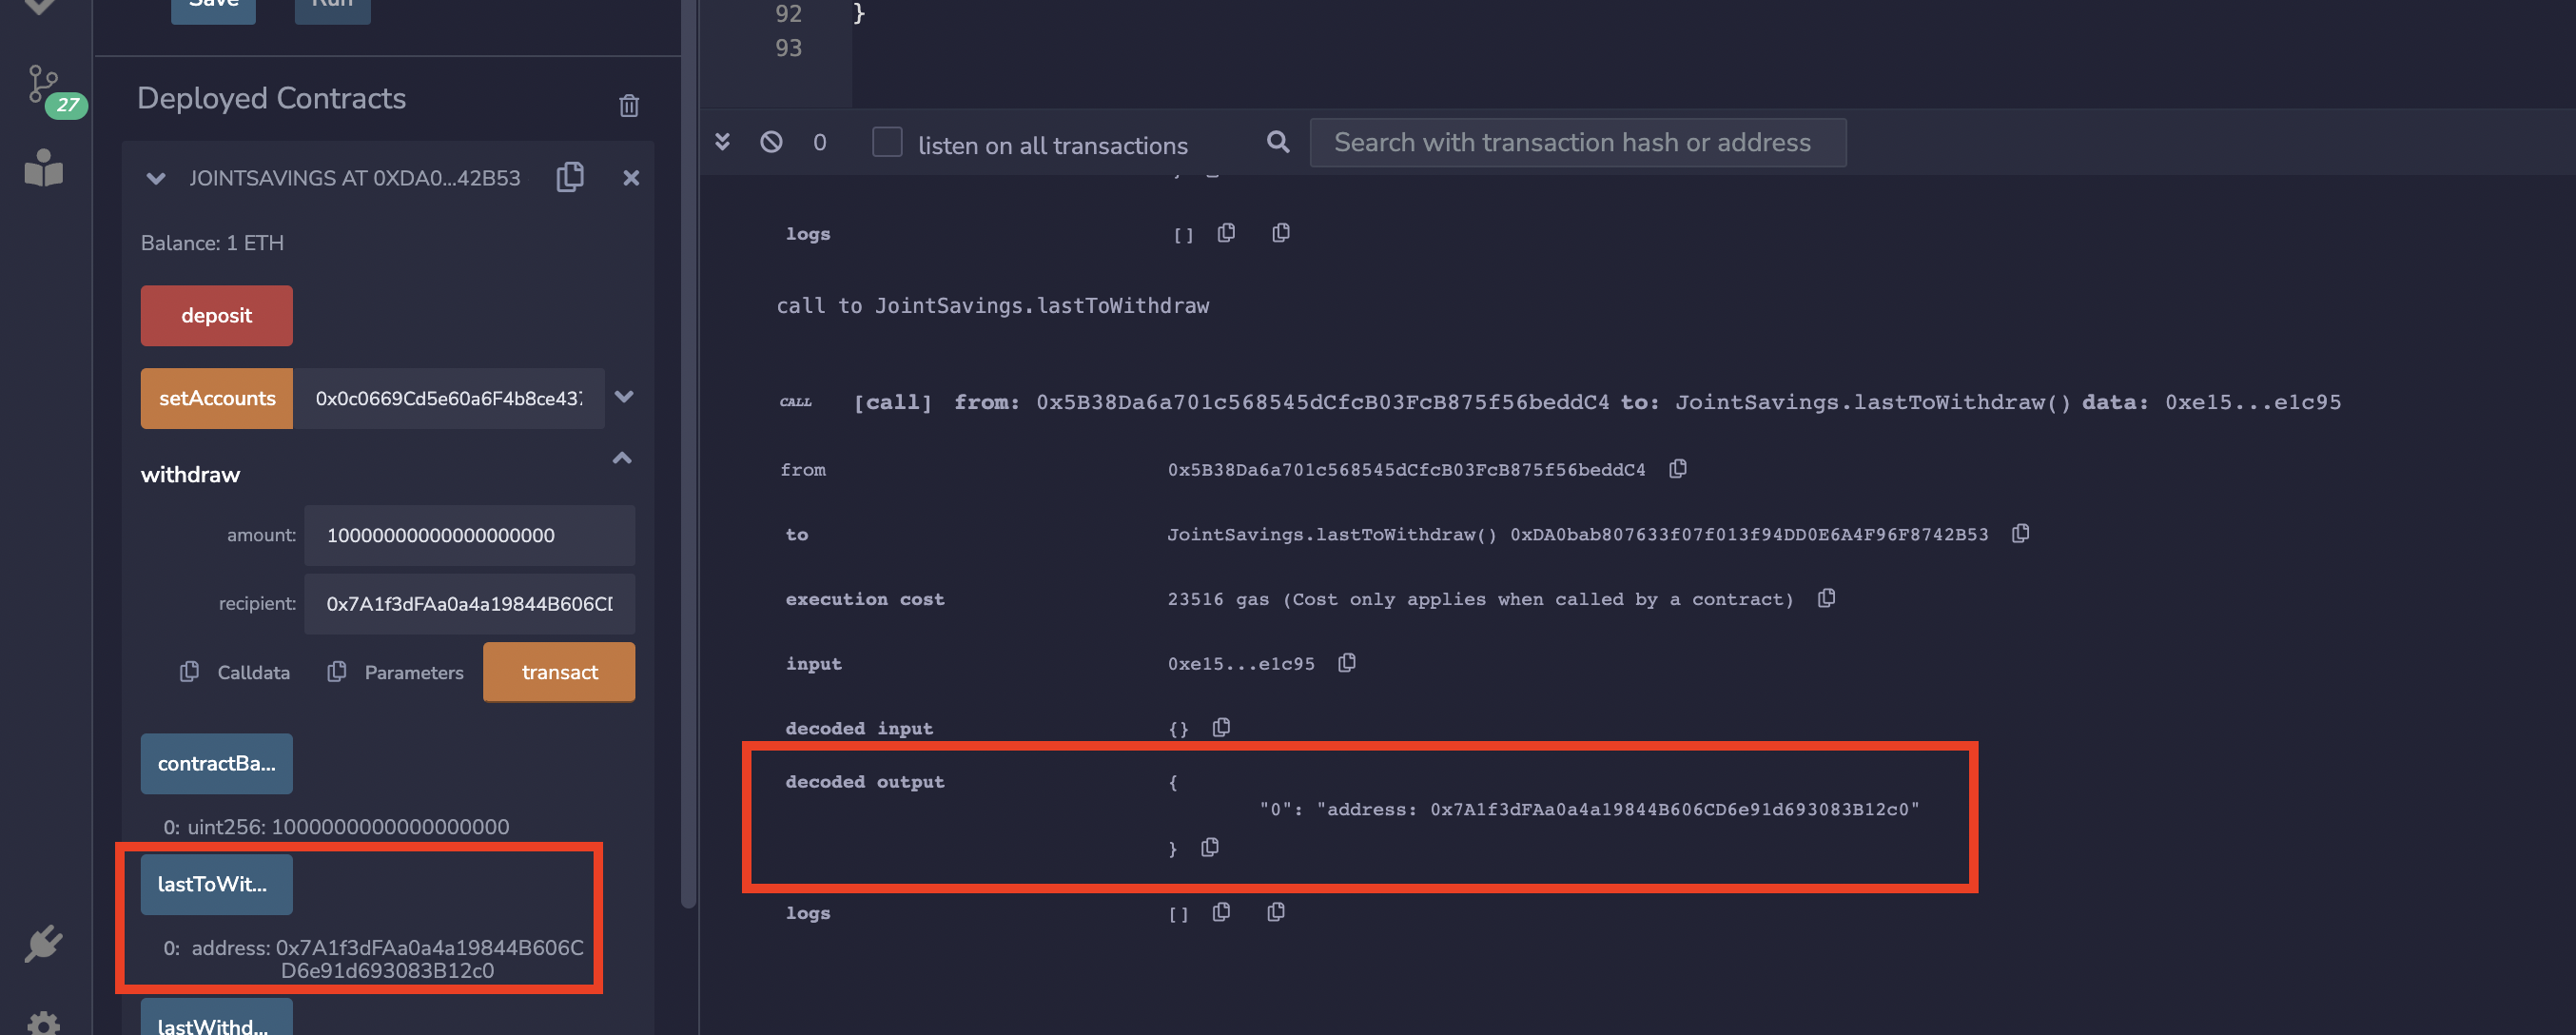 Save
Run
27
Deployed Contracts
JOINTSAVINGS AT 0XDA0...42B53
Balance: 1 ETH
deposit
setAccounts
0x0c0669Cd5e60a6F4b8ce437
withdraw
amount:
10000000000000000000
recipient:
0x7A1f3dFAa0a4a19844B606CD
Calldata
Parameters
transact
contractBa...
0: uint256: 1000000000000000000
lastToWit...
0: address: 0x7A1f3dFAa0a4a19844B606C
D6e91d693083B12c0
lastWithd...
92
}
93
0
listen on all transactions
Search with transaction hash or address
logs
[]
call to JointSavings.lastToWithdraw
CALL
[call] from: 0x5B38Da6a701c568545dCfcB03FcB875f56beddC4 to: JointSavings.lastToWithdraw() data: 0xe15...e1c95
from
0x5B38Da6a701c568545dCfcB03FcB875f56beddC4
to
JointSavings.lastToWithdraw() 0xDA0bab807633f07f013f94DD0E6A4F96F8742B53
execution cost
23516 gas (Cost only applies when called by a contract)
input
0xe15...e1c95
decoded input
{}
decoded output
{
"0": "address: 0x7A1f3dFAa0a4a19844B606CD6e91d693083B12c0"
}
logs
[]